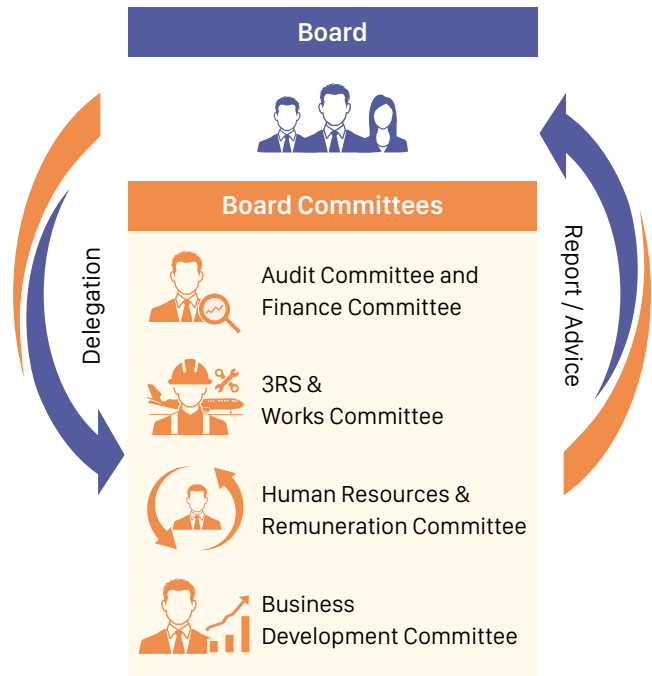 Board
Board Committees
Delegation
Report / Advice
Audit Committee and
Finance Committee
3RS &
Works Committee
Human Resources &
Remuneration Committee
Business
Development Committee